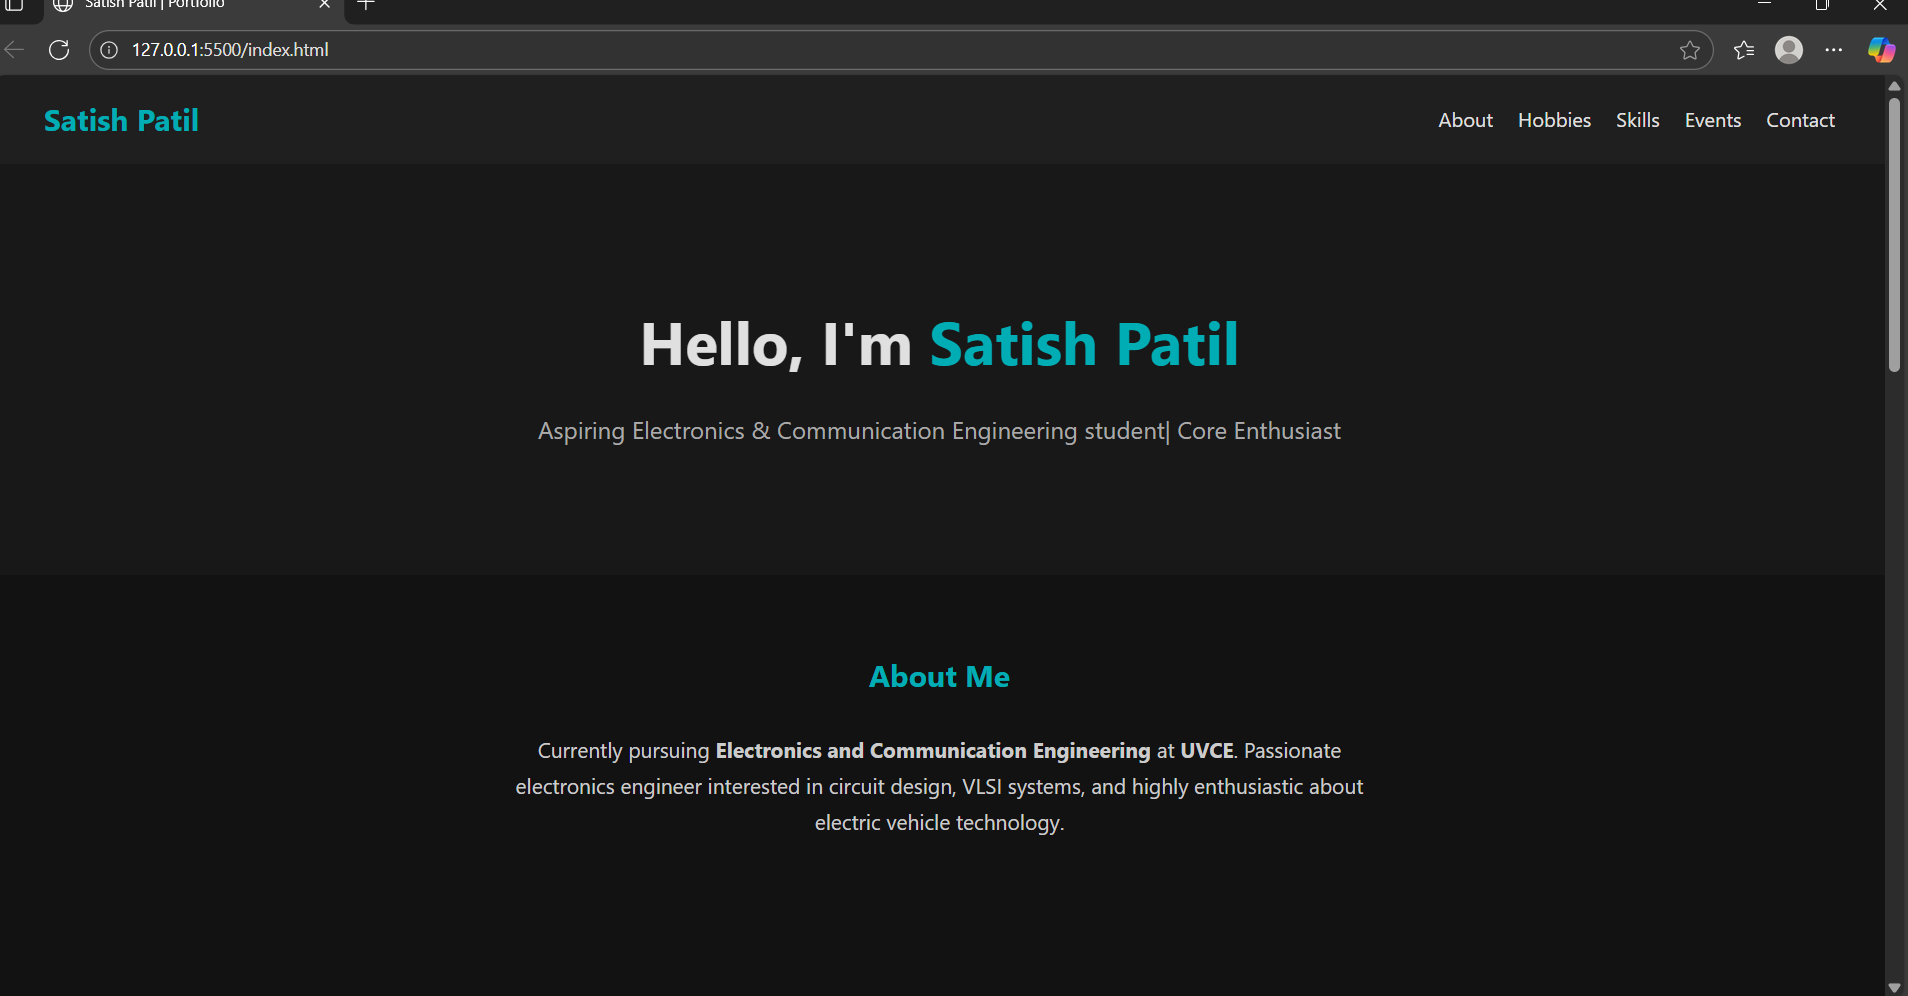 Satish Patil | Portfolio
127.0.0.1:5500/index.html
Satish Patil
About Hobbies Skills Events Contact
Hello, I'm Satish Patil
Aspiring Electronics & Communication Engineering student| Core Enthusiast
About Me
Currently pursuing Electronics and Communication Engineering at UVCE. Passionate
electronics engineer interested in circuit design, VLSI systems, and highly enthusiastic about
electric vehicle technology.